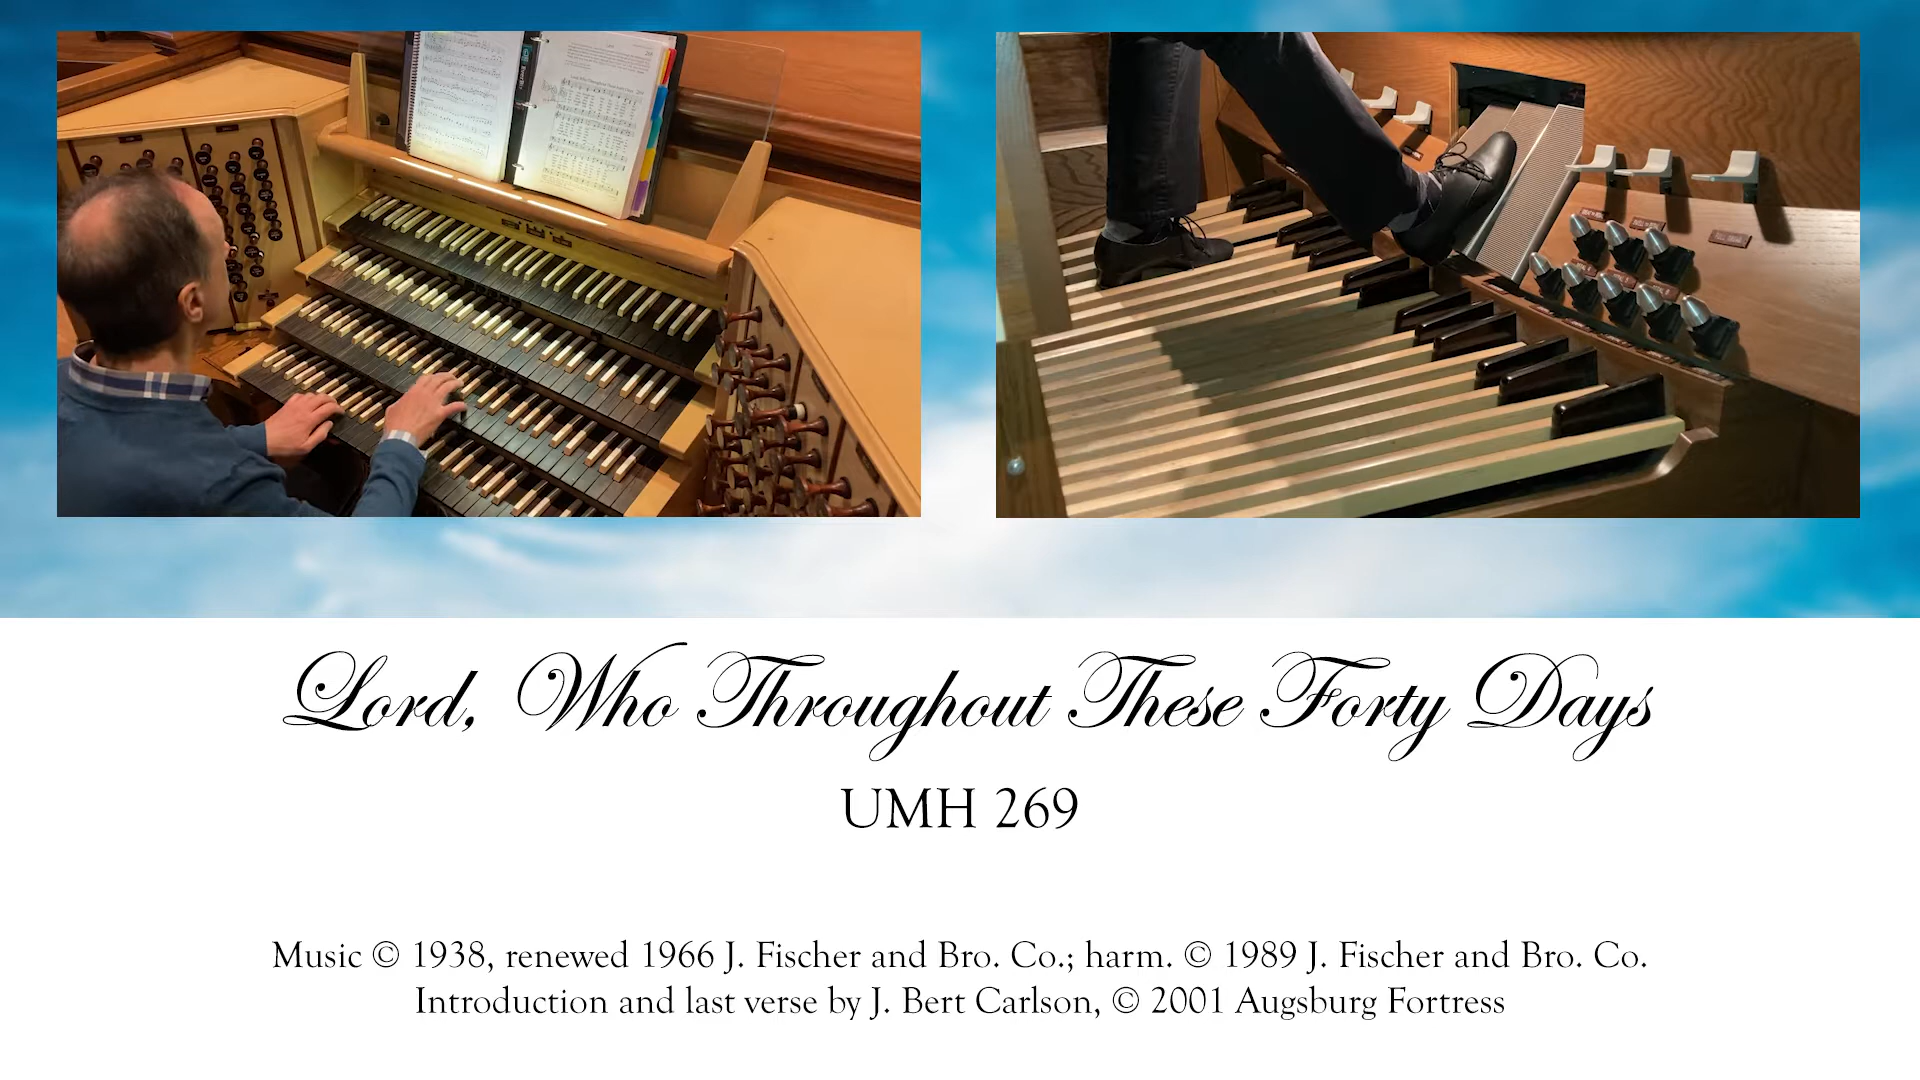 Lord, Who Throughout These Forty Days
UMH 269
Music © 1938, renewed 1966 J. Fischer and Bro. Co.; harm. © 1989 J. Fischer and Bro. Co.
Introduction and last verse by J. Bert Carlson, © 2001 Augsburg Fortress